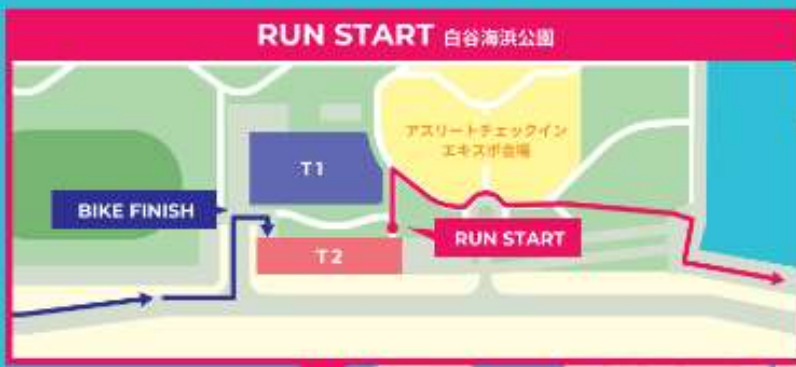 RUN START 白谷海浜公園
アスリートチェックイン
エキスポ会場
T1
BIKE FINISH
RUN START
T2